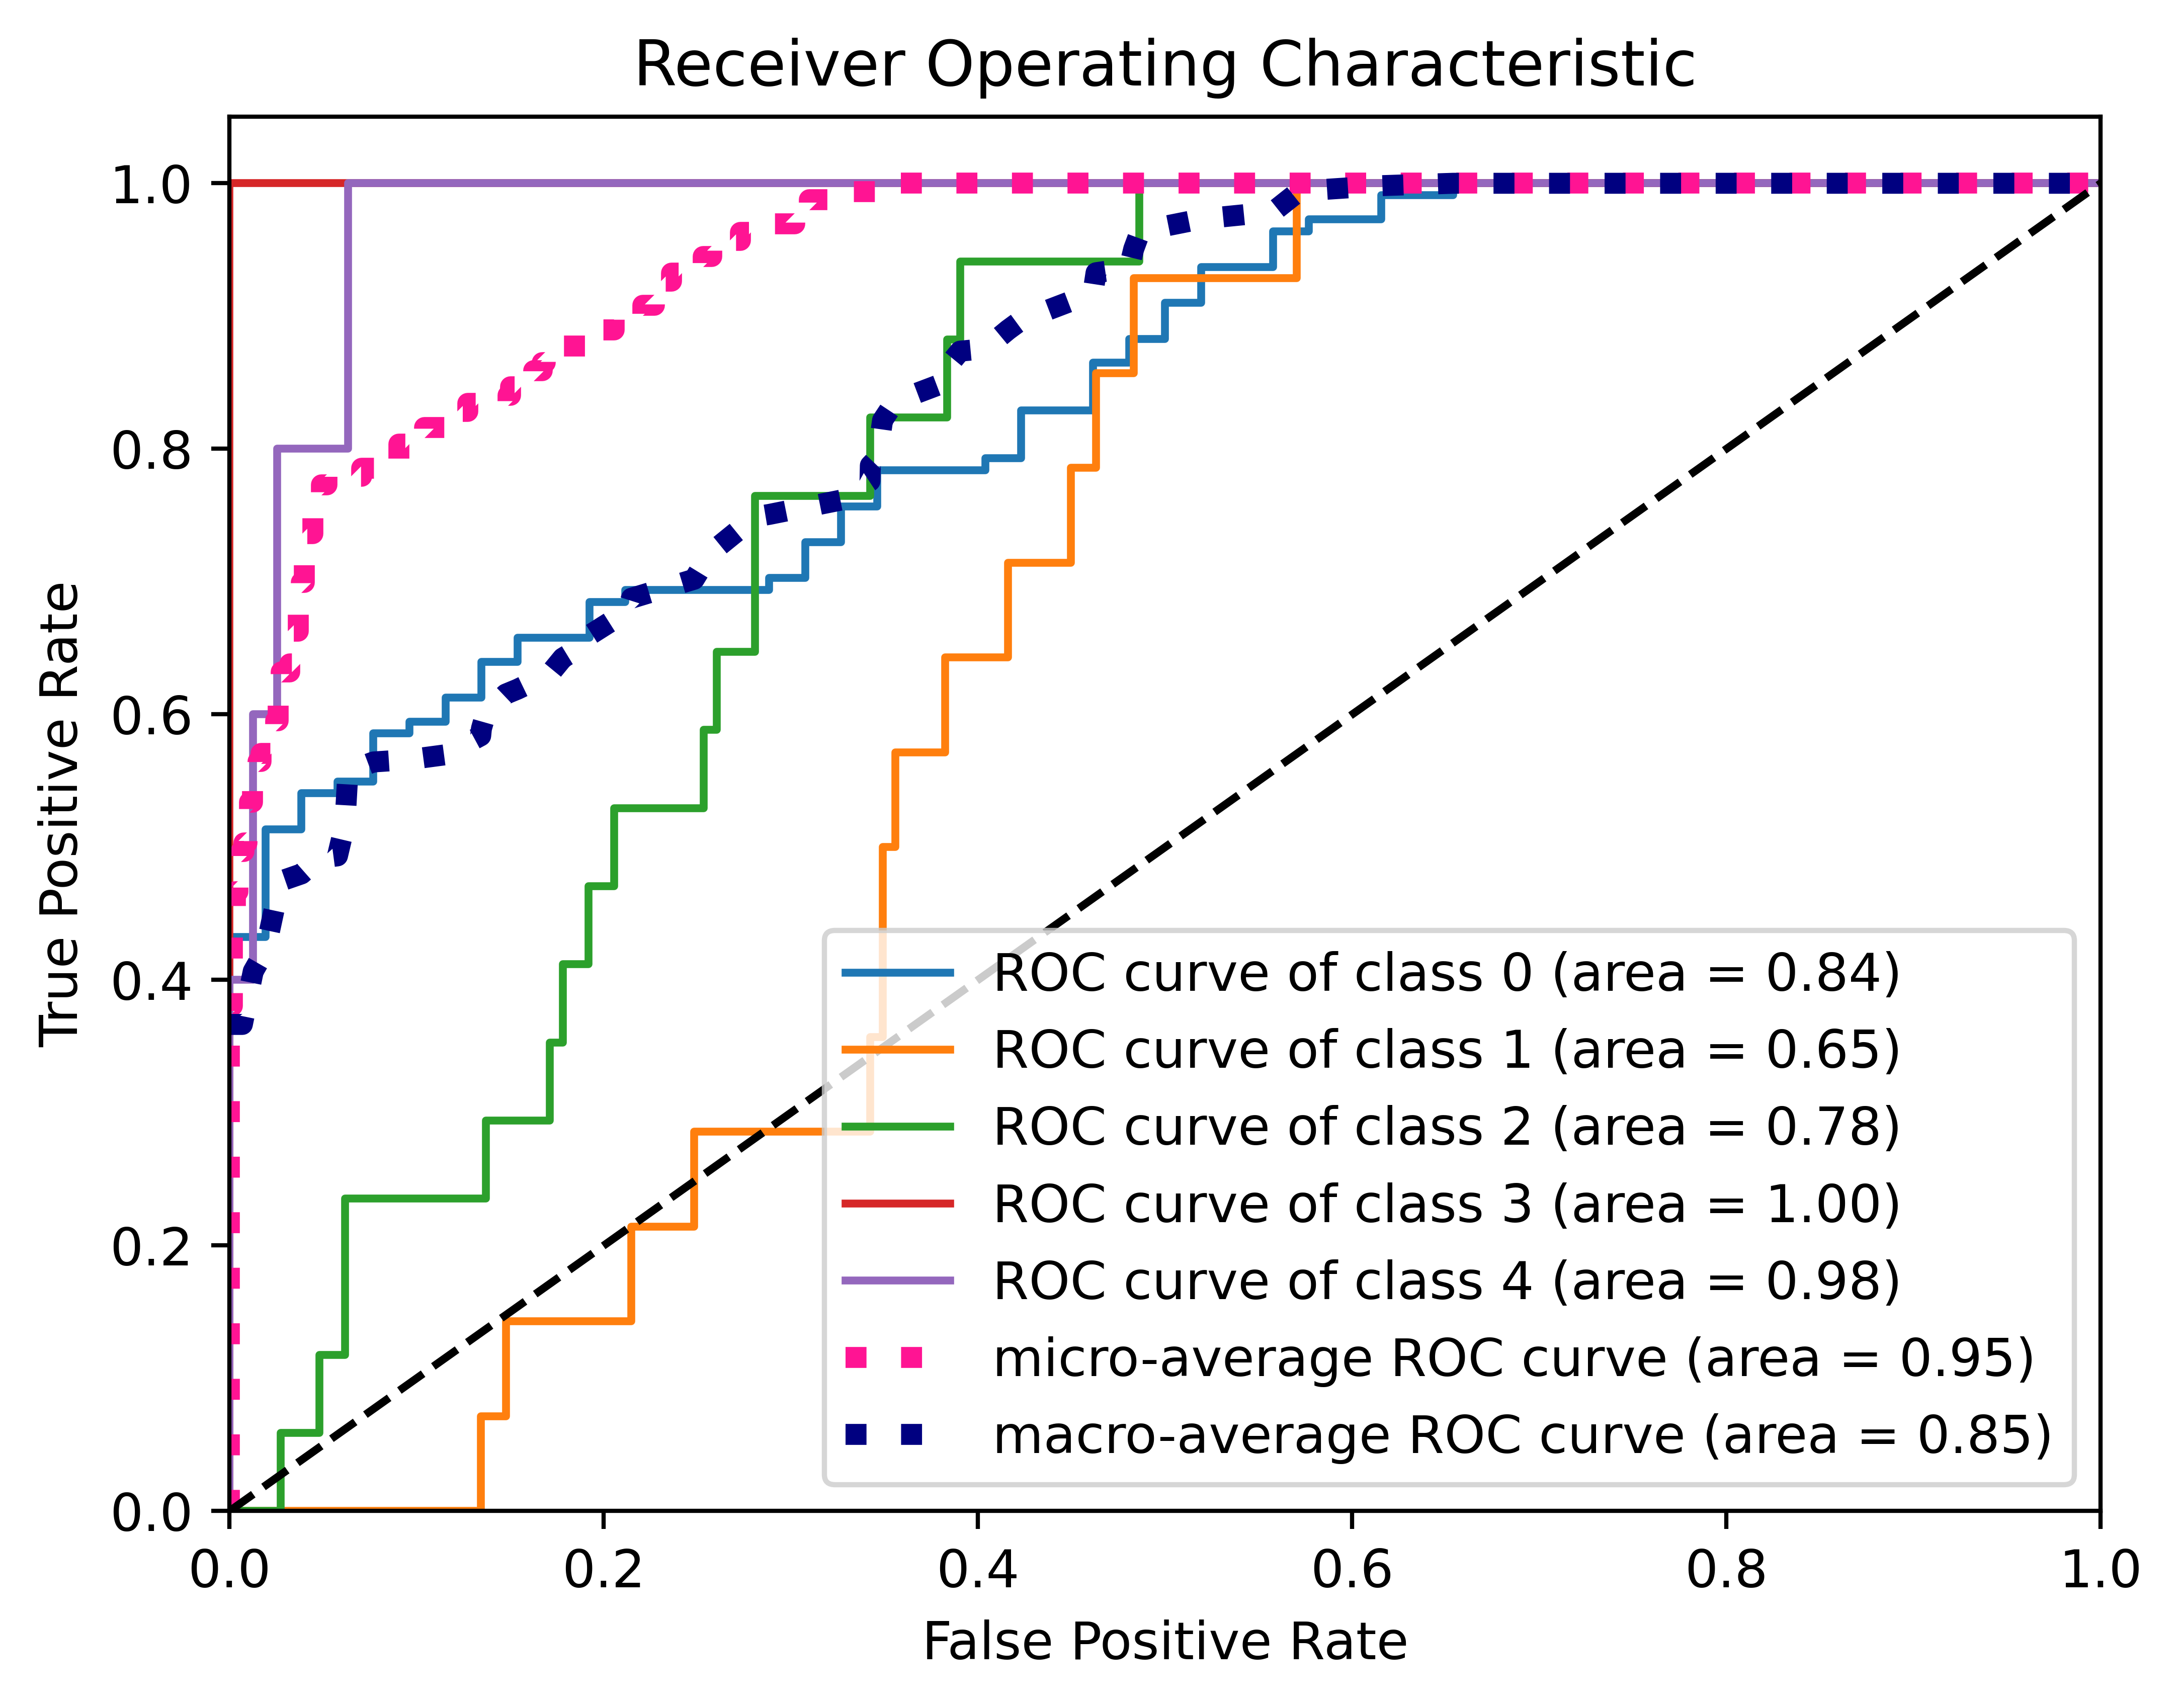 Receiver Operating Characteristic
1.0
0.8
0.6
0.4
0.2
0.0
True Positive Rate
ROC curve of class 0 (area = 0.84)
ROC curve of class 1 (area = 0.65)
ROC curve of class 2 (area = 0.78)
ROC curve of class 3 (area = 1.00)
ROC curve of class 4 (area = 0.98)
micro-average ROC curve (area = 0.95)
macro-average ROC curve (area = 0.85)
0.0 0.2 0.4 0.6 0.8 1.0
False Positive Rate